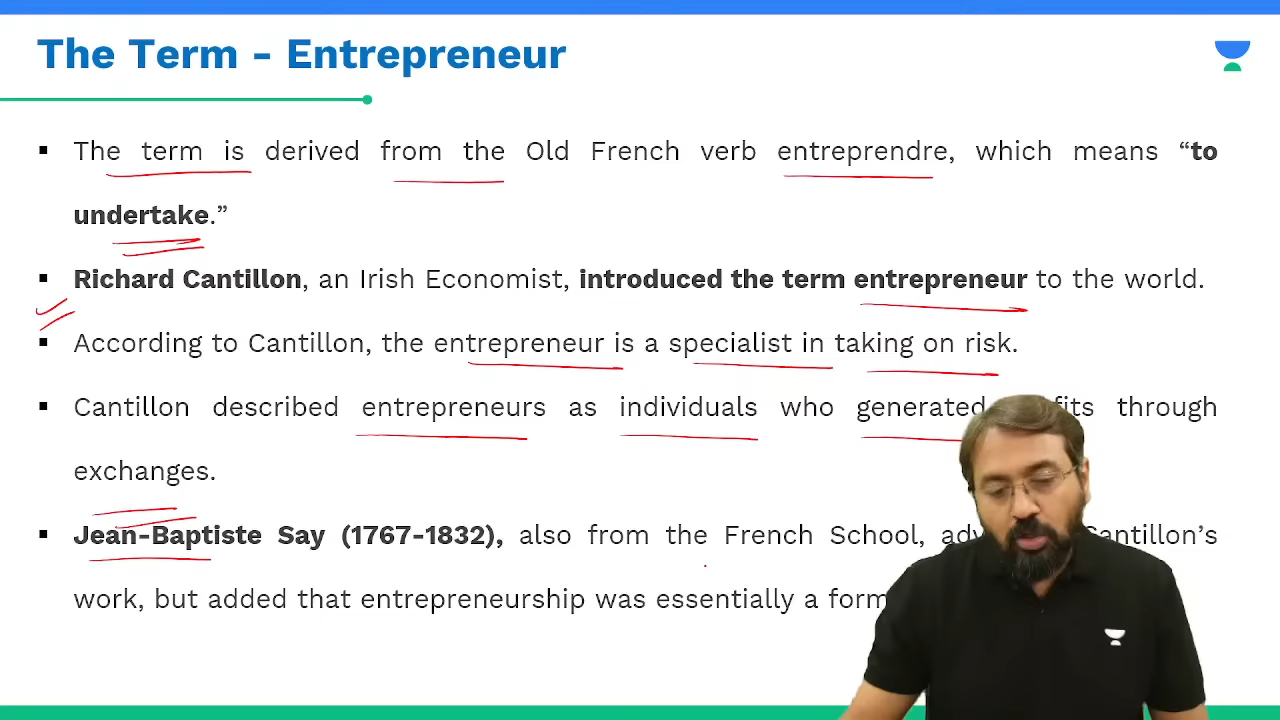 The Term - Entrepreneur
▪ The term is derived from the Old French verb entreprendre, which means “to
undertake.”
▪ Richard Cantillon, an Irish Economist, introduced the term entrepreneur to the world.
▪ According to Cantillon, the entrepreneur is a specialist in taking on risk.
▪ Cantillon described entrepreneurs as individuals who generated through
exchanges.
▪ Jean-Baptiste Say (1767-1832), also from the French School, Cantillon’s
work, but added that entrepreneurship was essentially a form